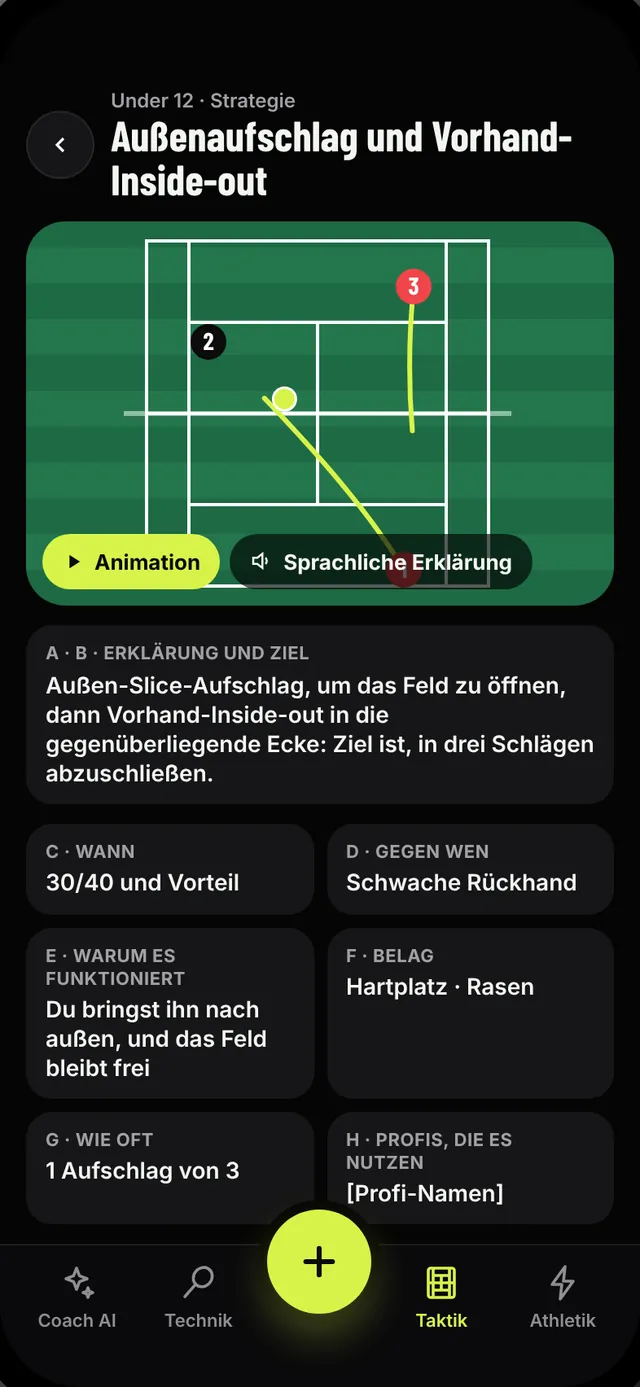 Under 12 · Strategie
Außenaufschlag und Vorhand-
Inside-out
3
2
1
Animation
Sprachliche Erklärung
A · B · ERKLÄRUNG UND ZIEL
Außen-Slice-Aufschlag, um das Feld zu öffnen,
dann Vorhand-Inside-out in die
gegenüberliegende Ecke: Ziel ist, in drei Schlägen
abzuschließen.
C · WANN
30/40 und Vorteil
D · GEGEN WEN
Schwache Rückhand
E · WARUM ES
FUNKTIONIERT
Du bringst ihn nach
außen, und das Feld
bleibt frei
F · BELAG
Hartplatz · Rasen
G · WIE OFT
1 Aufschlag von 3
H · PROFIS, DIE ES
NUTZEN
[Profi-Namen]
Coach AI
Technik
Taktik
Athletik